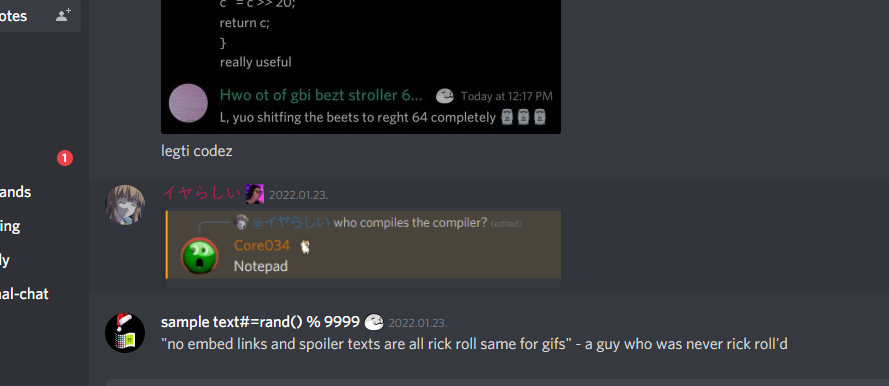 otes
return c;
}
really useful
Hwo ot of gbi bezt stroller 6... Today at 12:17 PM
L, yuo shitfing the beets to reght 64 completely
legti codez
1
ands
ing
ly
al-chat
イヤらしい 2022.01.23.
@イヤらしい who compiles the compiler? (edited)
Core034
Notepad
sample text#=rand() % 9999 2022.01.23.
"no embed links and spoiler texts are all rick roll same for gifs" - a guy who was never rick roll'd